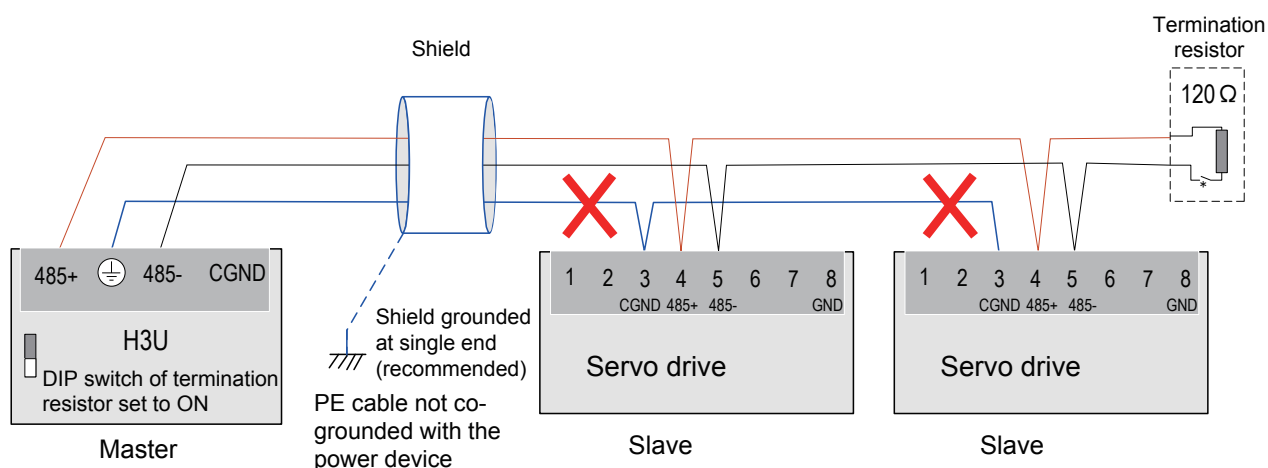 Termination
resistor
Shield
120 Ω
*
485+ 485- CGND
H3U
DIP switch of termination
resistor set to ON
Master
Shield grounded
at single end
(recommended)
PE cable not co-
grounded with the
power device
1 2 3 4 5 6 7 8
CGND 485+ 485- GND
Servo drive
Slave
1 2 3 4 5 6 7 8
CGND 485+ 485- GND
Servo drive
Slave